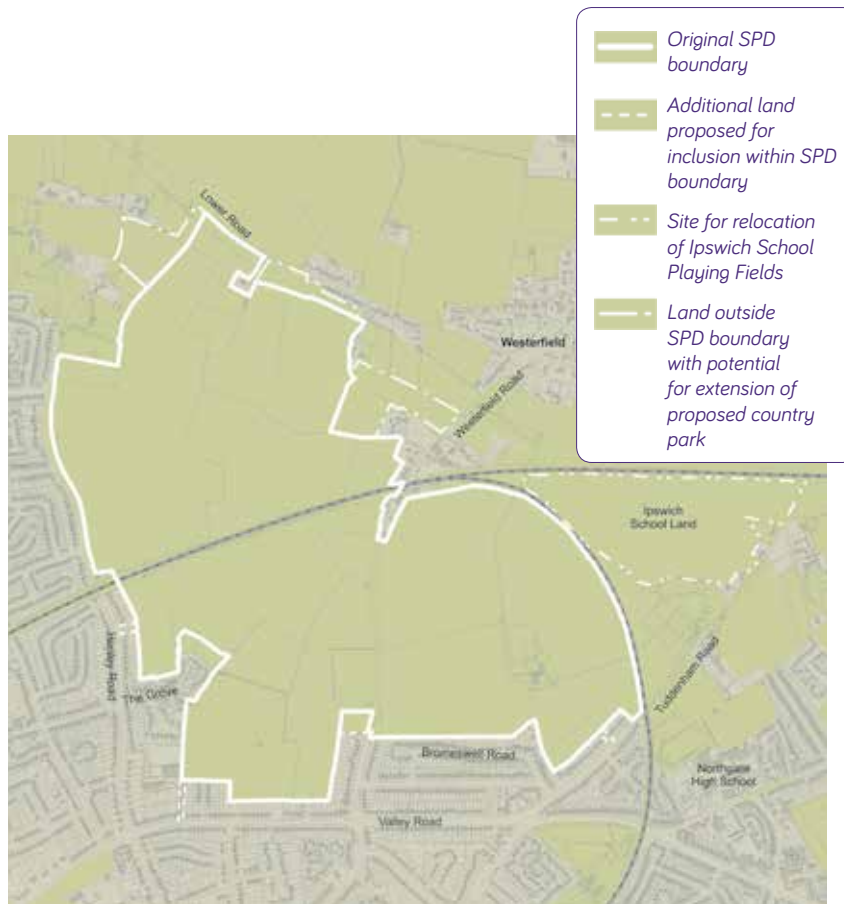 Original SPD
boundary
Additional land
proposed for
inclusion within SPD
boundary
Site for relocation
of Ipswich School
Playing Fields
Land outside
SPD boundary
with potential
for extension of
proposed country
park
Lower Road
Westerfield
Westerfield Road
Ipswich
School Land
Henley Road
The Grove
Tuddenham Road
Bromeswell Road
Northgate
High School
Valley Road